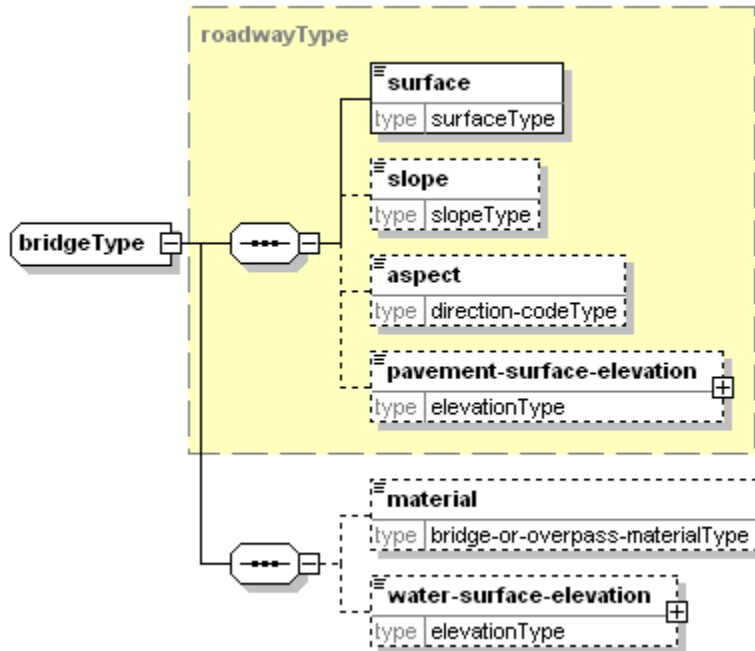 roadwayType
surface
type surfaceType
slope
type slopeType
bridgeType
aspect
type direction-codeType
pavement-surface-elevation
type elevationType
material
type bridge-or-overpass-materialType
water-surface-elevation
type elevationType